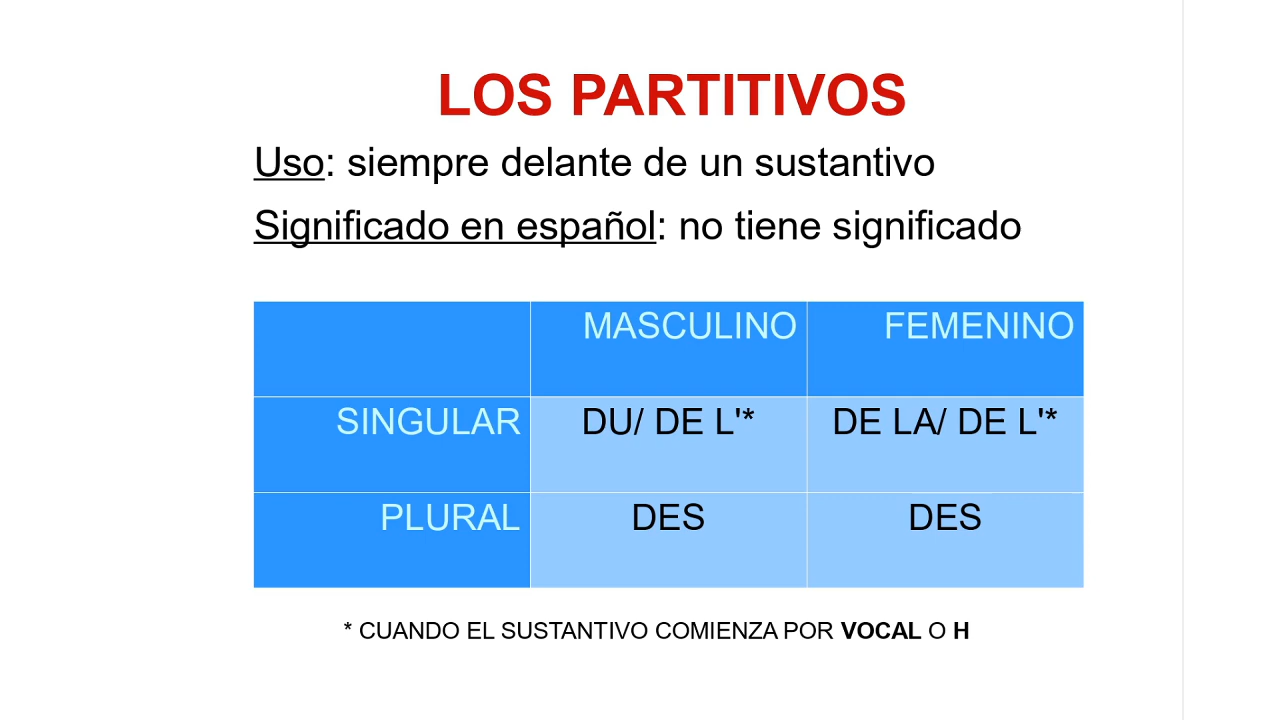 LOS PARTITIVOS
Uso: siempre delante de un sustantivo
Significado en español: no tiene significado
MASCULINO FEMENINO
SINGULAR DU/ DE L'* DE LA/ DE L'*
PLURAL DES DES
* CUANDO EL SUSTANTIVO COMIENZA POR VOCAL O H